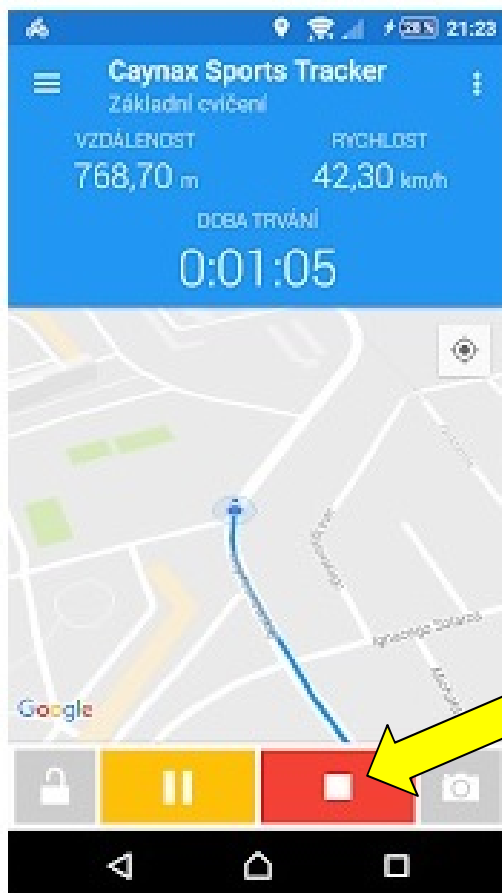 21:23
Caynax Sports Tracker
Základní cvičení
VZDÁLENOST
RYCHLOST
768,70 m
42,30 km/h
DOBA TRVÁNÍ
0:01:05
Google